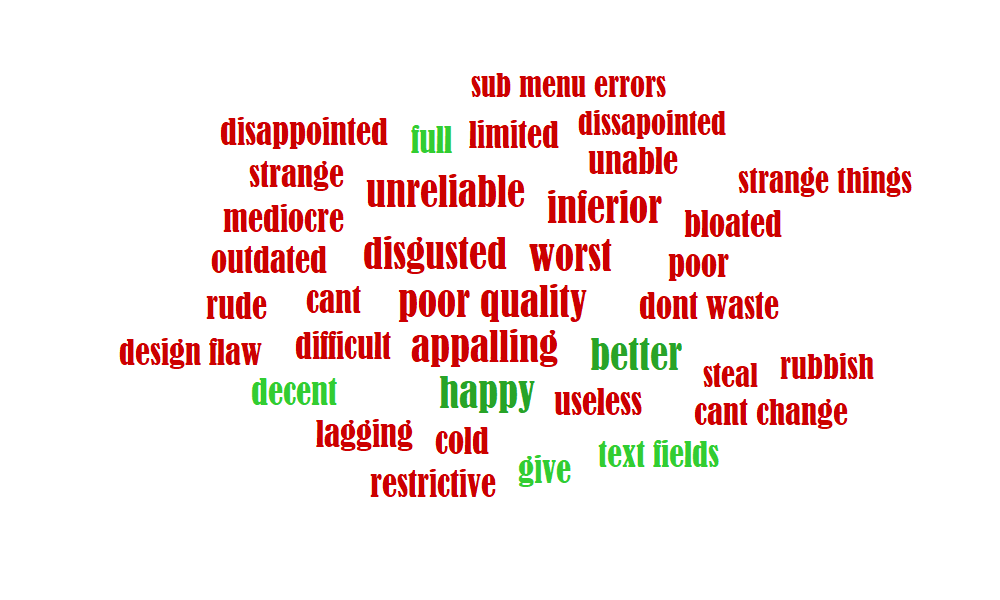 sub menu errors
disappointed full limited dissapointed
strange unreliable unable strange things
mediocre inferior bloated
outdated disgusted worst poor
rude cant poor quality dont waste
design flaw difficult appalling better steal rubbish
decent happy useless cant change
lagging cold text fields
restrictive give